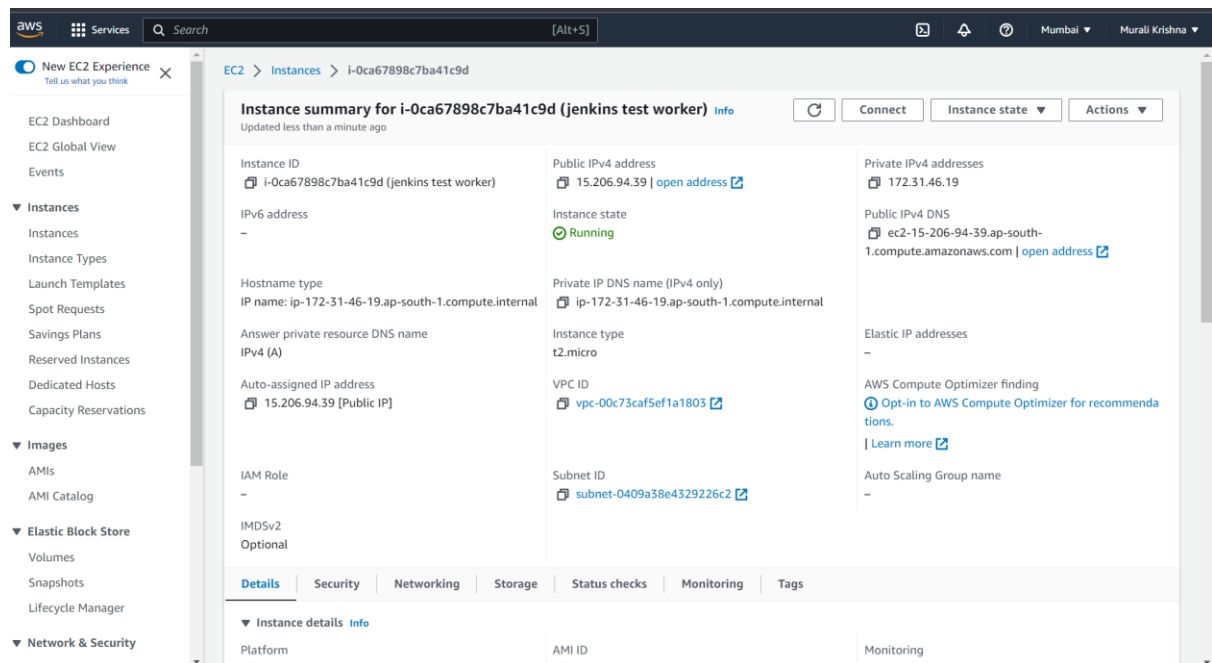 aws
Services
Search
[Alt+S]
Mumbai ▼
Murali Krishna ▼
New EC2 Experience
Tell us what you think
EC2 Dashboard
EC2 Global View
Events
▼ Instances
Instances
Instance Types
Launch Templates
Spot Requests
Savings Plans
Reserved Instances
Dedicated Hosts
Capacity Reservations
▼ Images
AMIs
AMI Catalog
▼ Elastic Block Store
Volumes
Snapshots
Lifecycle Manager
▼ Network & Security
EC2 > Instances > i-0ca67898c7ba41c9d
Instance summary for i-0ca67898c7ba41c9d (jenkins test worker) Info
Updated less than a minute ago
Connect
Instance state ▼
Actions ▼
Instance ID
i-0ca67898c7ba41c9d (jenkins test worker)
Public IPv4 address
15.206.94.39 | open address
Private IPv4 addresses
172.31.46.19
IPv6 address
–
Instance state
Running
Public IPv4 DNS
ec2-15-206-94-39.ap-south-
1.compute.amazonaws.com | open address
Hostname type
IP name: ip-172-31-46-19.ap-south-1.compute.internal
Private IP DNS name (IPv4 only)
ip-172-31-46-19.ap-south-1.compute.internal
Answer private resource DNS name
IPv4 (A)
Instance type
t2.micro
Elastic IP addresses
–
Auto-assigned IP address
15.206.94.39 [Public IP]
VPC ID
vpc-00c73caf5ef1a1803
AWS Compute Optimizer finding
Opt-in to AWS Compute Optimizer for recommenda
tions.
| Learn more
IAM Role
–
Subnet ID
subnet-0409a38e4329226c2
Auto Scaling Group name
–
IMDSv2
Optional
Details
Security
Networking
Storage
Status checks
Monitoring
Tags
▼ Instance details Info
Platform
AMI ID
Monitoring